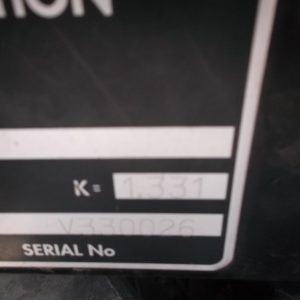 K = 1.331
V330026
SERIAL No